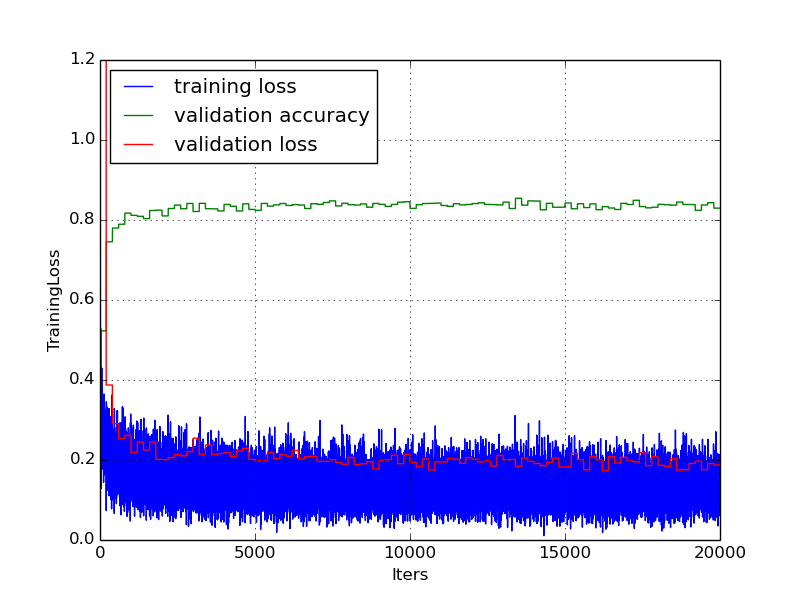 1.2
training loss
validation accuracy
validation loss
1.0
0.8
0.6
0.4
0.2
0.0
TrainingLoss
0
5000
10000
15000
20000
Iters